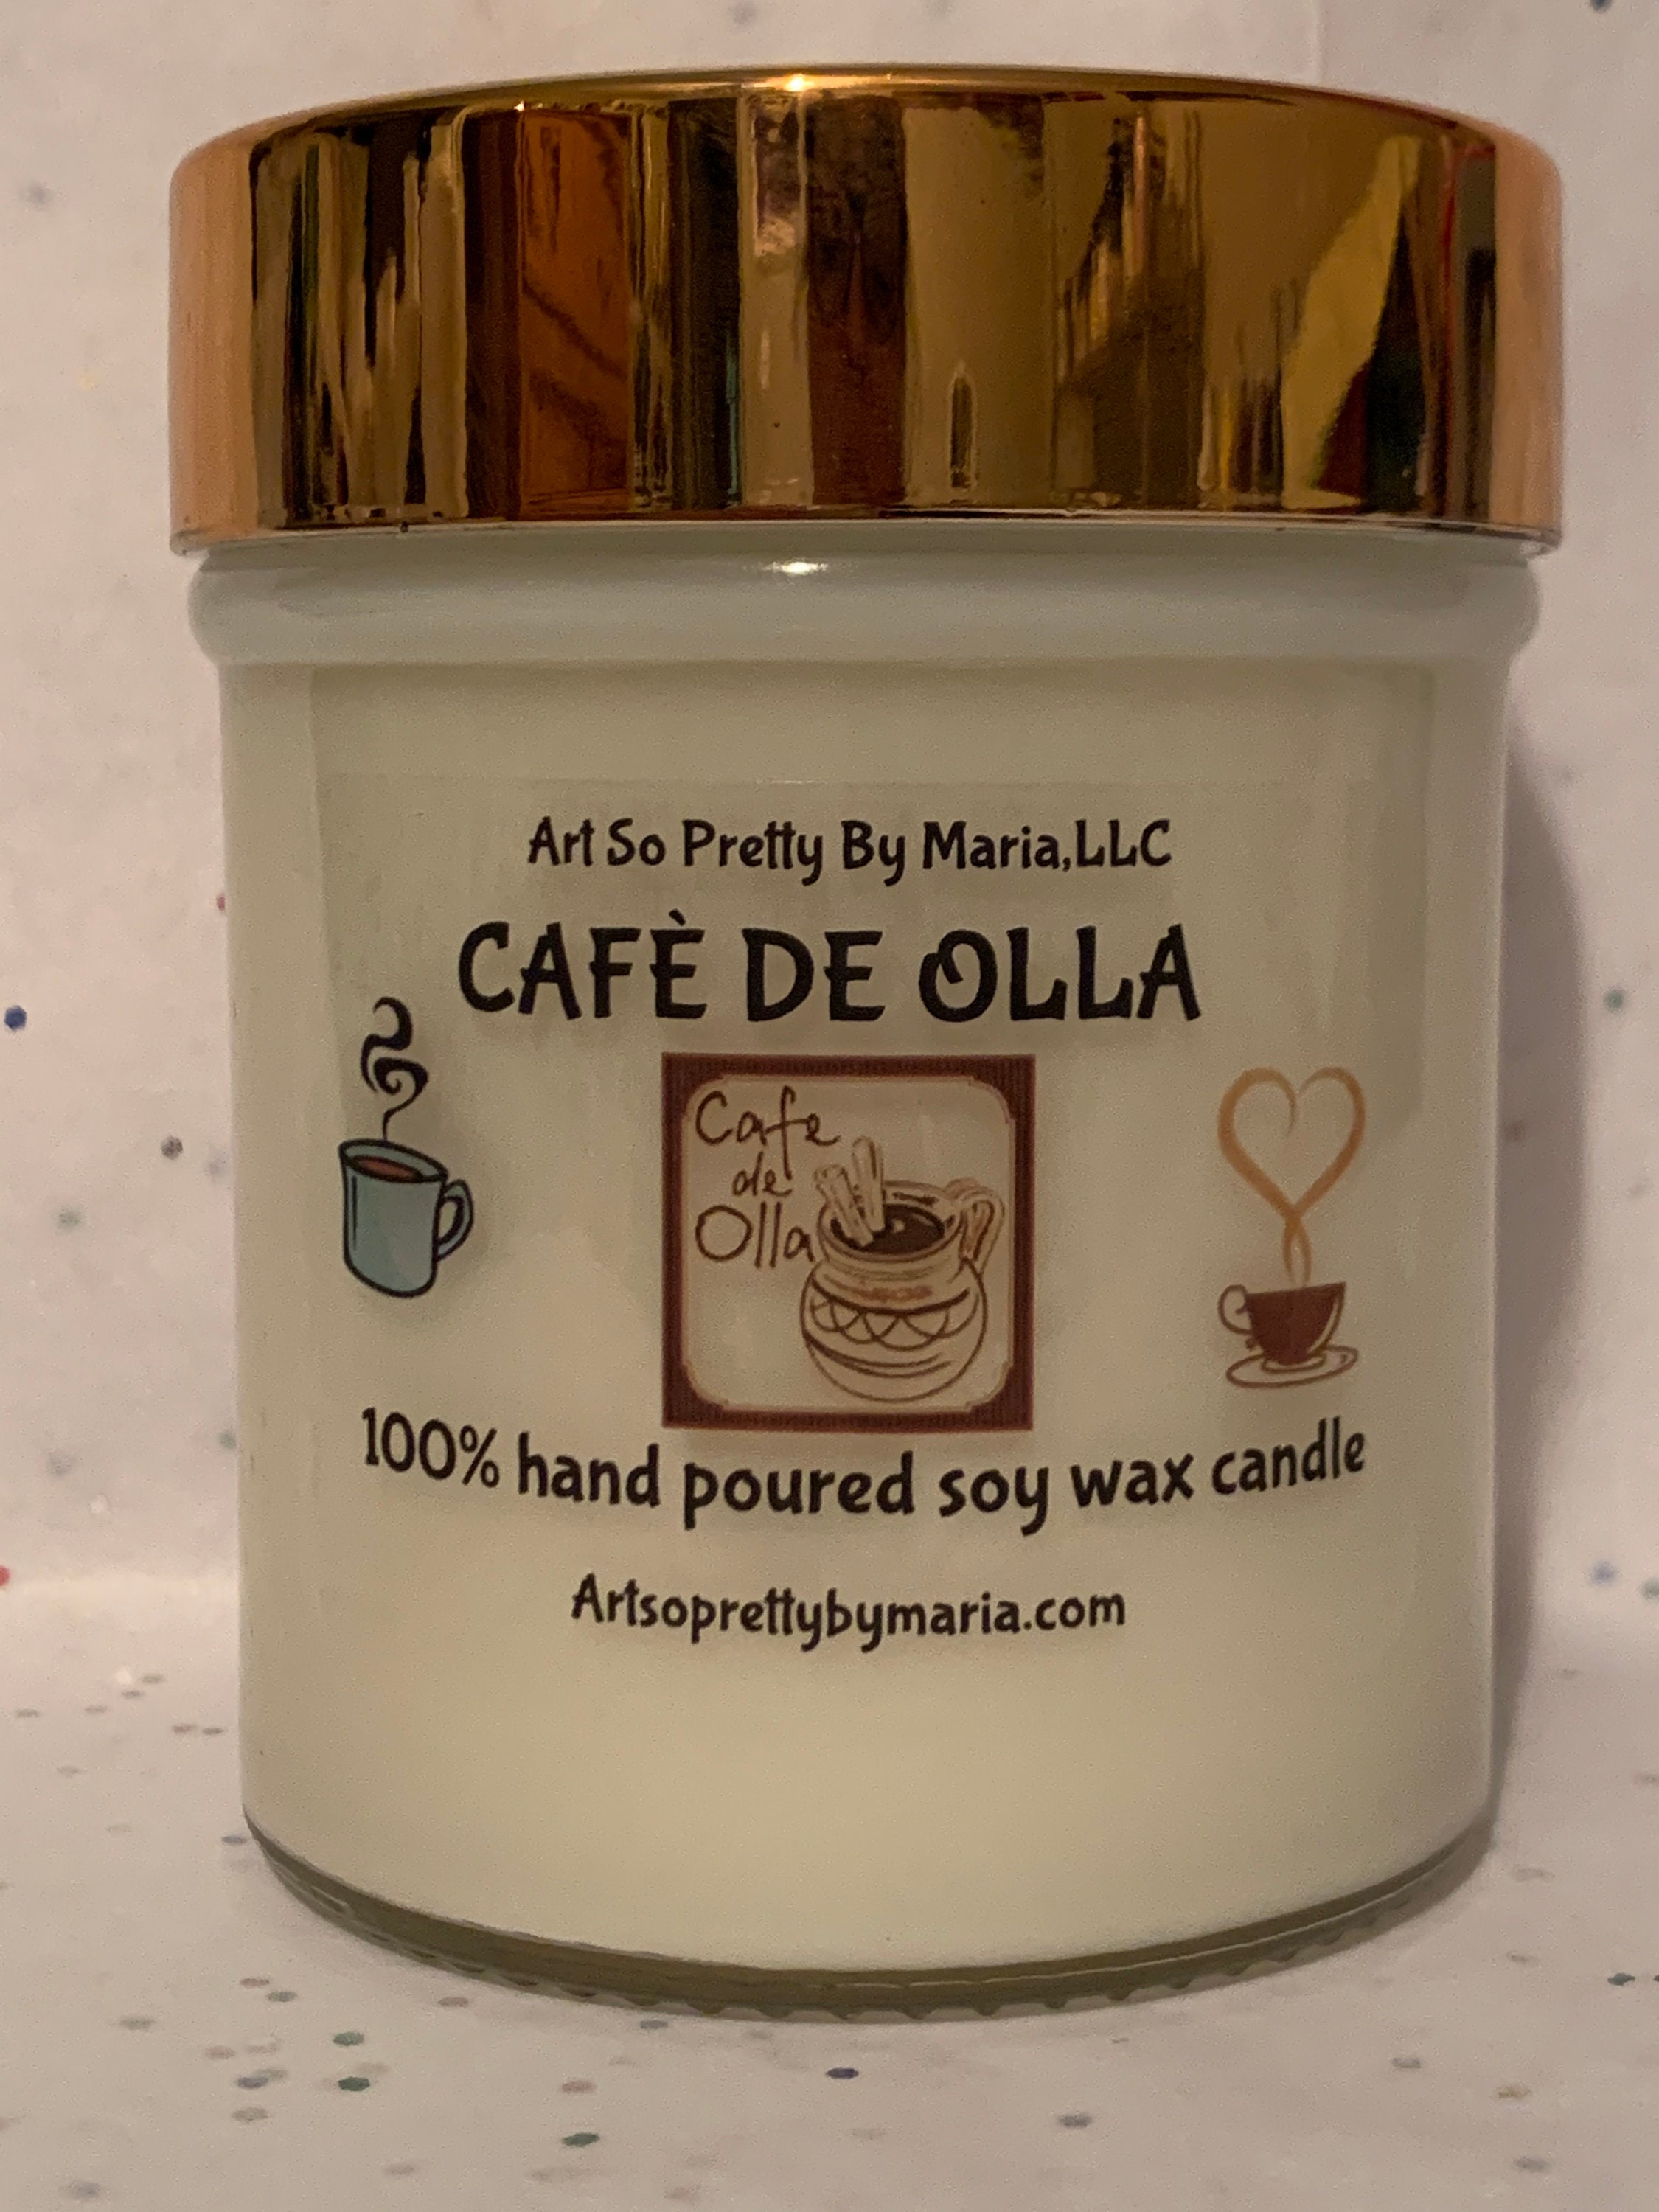 Art So Pretty By Maria,LLC
CAFÈ DE OLLA
Cafe
de
Olla
100% hand poured soy wax candle
Artsoprettybymaria.com